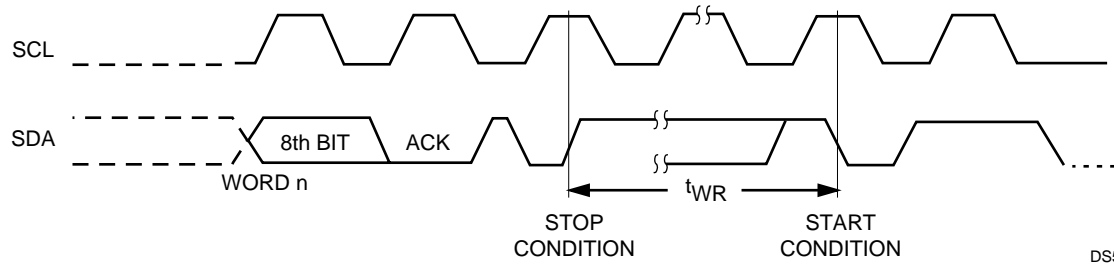 SCL
SDA
8th BIT
ACK
WORD n
tWR
STOP
CONDITION
START
CONDITION